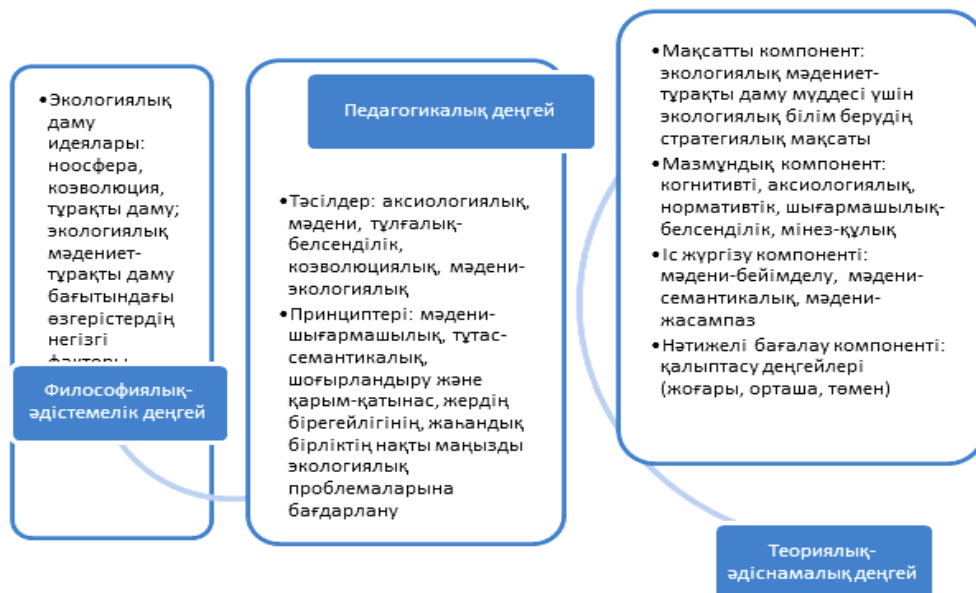 •Экологиялық
даму
идеялары:
ноосфера,
коэволюция,
тұрақты даму;
экологиялық
мәдениет-
тұрақты даму
бағытындағы
өзгерістердің
негізгі
факторы
Философиялық-
әдістемелік деңгей
Педагогикалық деңгей
•Тәсілдер: аксиологиялық,
мәдени, тұлғалық-
белсенділік,
коэволюциялық, мәдени-
экологиялық
•Принциптері: мәдени-
шығармашылық, тұтас-
семантикалық,
шоғырландыру және
қарым-қатынас, жердің
бірегейлігінің, жаһандық
бірліктің нақты маңызды
экологиялық
проблемаларына
бағдарлану
•Мақсатты компонент:
экологиялық мәдениет-
тұрақты даму мүддесі үшін
экологиялық білім берудің
стратегиялық мақсаты
•Мазмұндық компонент:
когнитивті, аксиологиялық,
нормативтік, шығармашылық-
белсенділік, мінез-құлық
•Іс жүргізу компоненті:
мәдени-бейімделу, мәдени-
семантикалық, мәдени-
жасампаз
•Нәтижелі бағалау компоненті:
қалыптасу деңгейлері
(жоғары, орташа, төмен)
Теориялық-
әдіснамалық деңгей